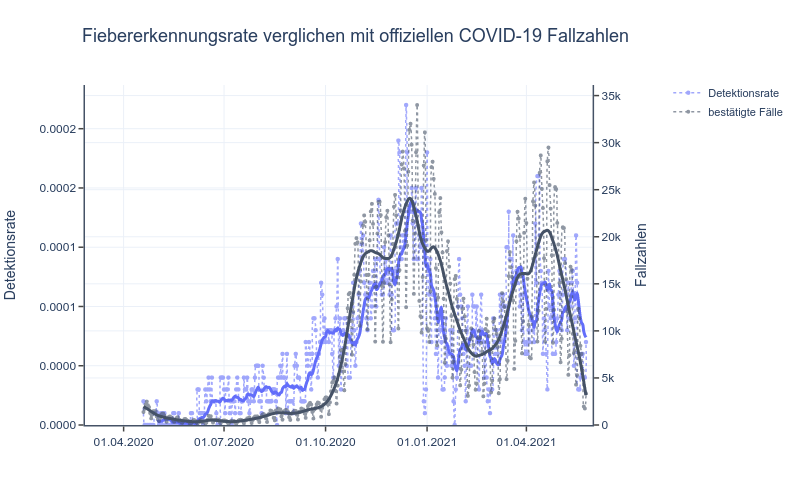 Fiebererkennungsrate verglichen mit offiziellen COVID-19 Fallzahlen
Detektionsrate
bestätigte Fälle
0.0002
0.0002
0.0001
0.0001
0.0000
0.0000
Detektionsrate
35k
30k
25k
20k
15k
10k
5k
0
Fallzahlen
01.04.2020
01.07.2020
01.10.2020
01.01.2021
01.04.2021